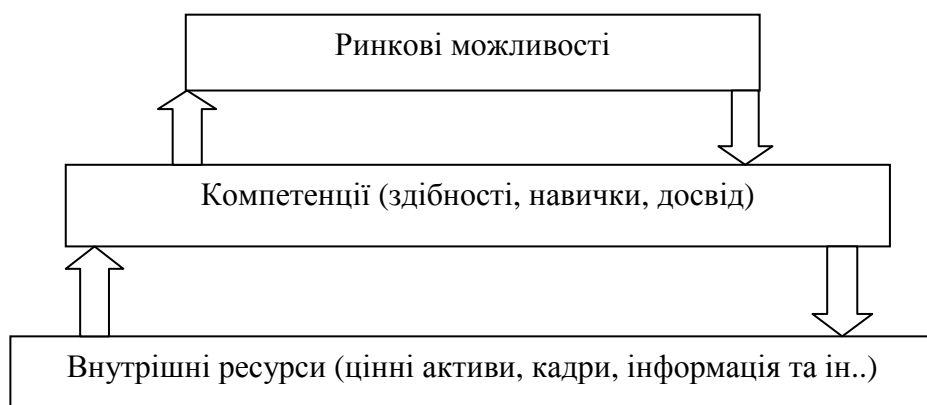 Ринкові можливості
Компетенції (здібності, навички, досвід)
Внутрішні ресурси (цінні активи, кадри, інформація та ін..)